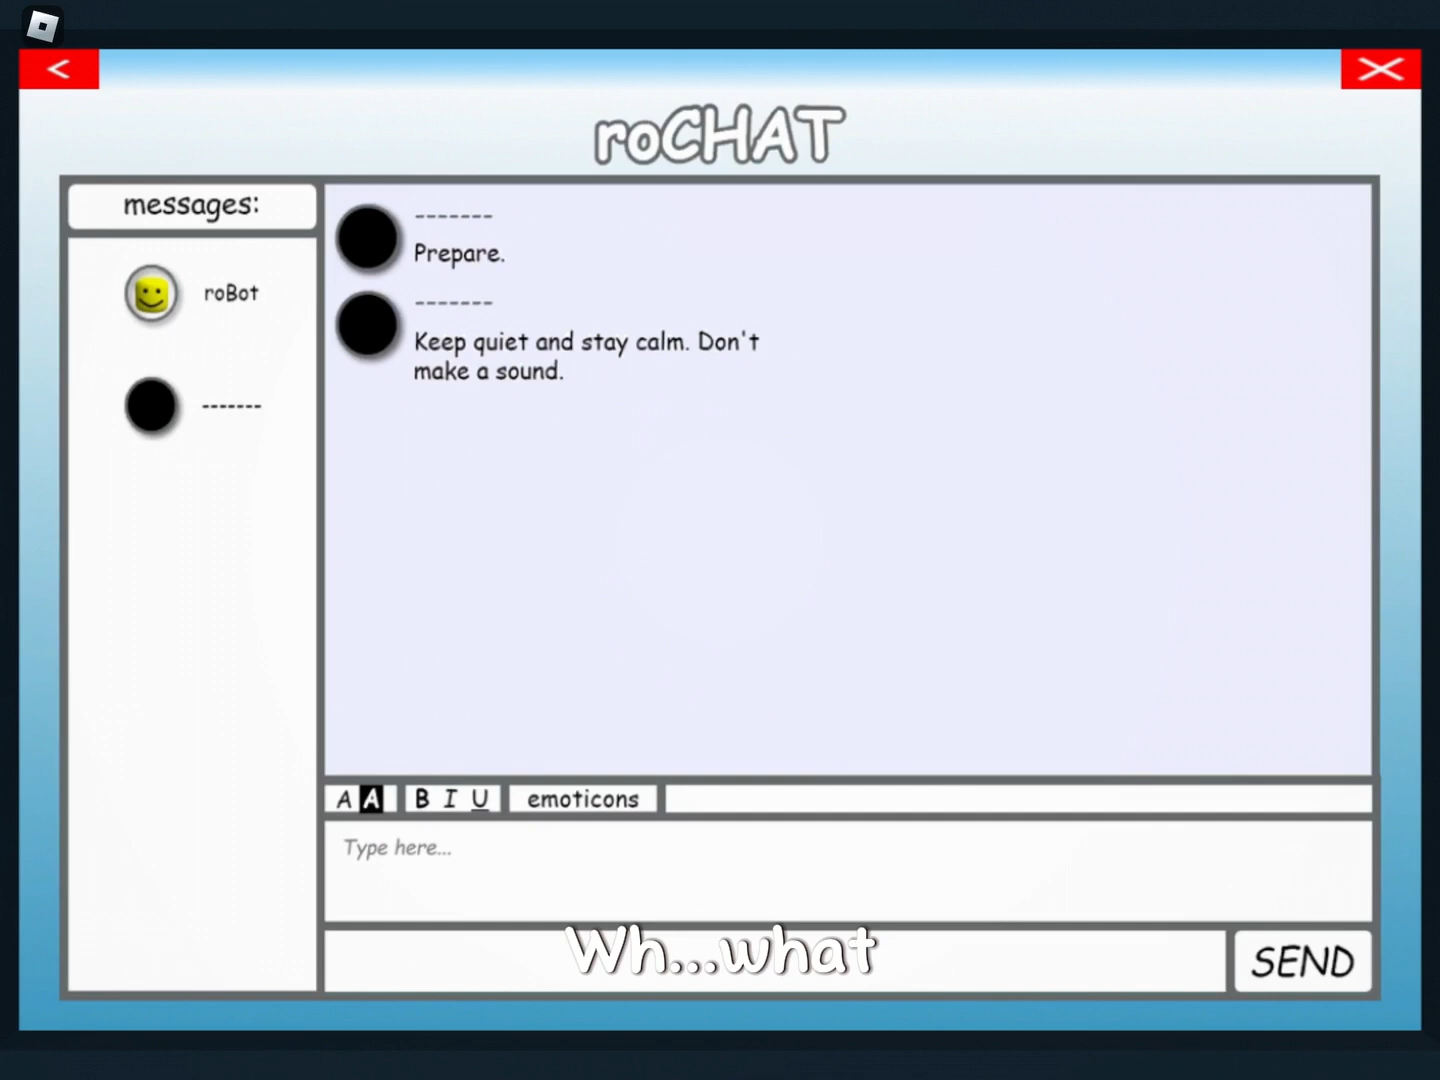 <
roCHAT
messages:
roBot
-------
-------
Prepare.
-------
Keep quiet and stay calm. Don't
make a sound.
A A B I U emoticons
Type here...
Wh...what
SEND